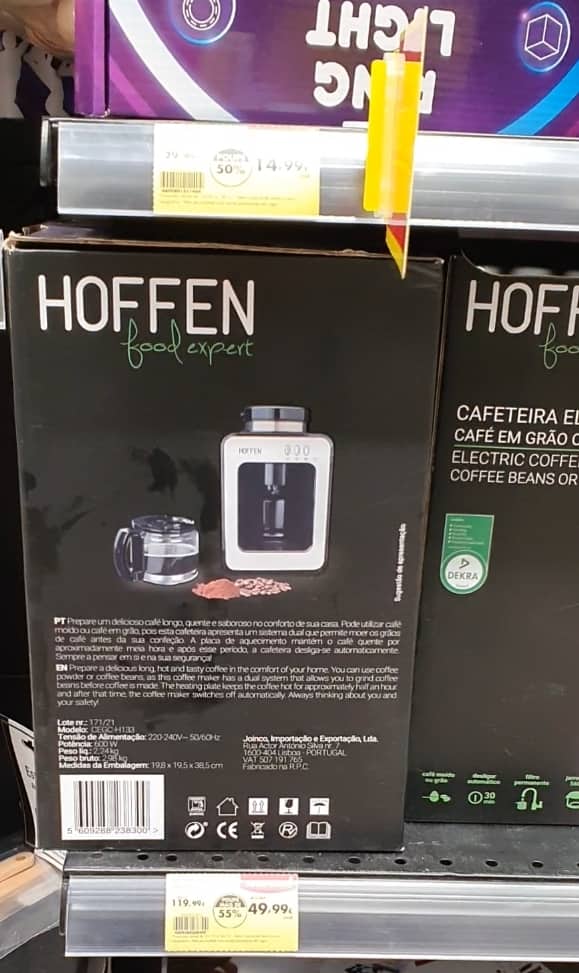 LIGHT
50%
14.99€
HOFFEN
food expert
HOFFEN
Sugestão de apresentação
PT Prepare um delicioso café longo, quente e saboroso no conforto de sua casa. Pode utilizar café
moído ou café em grão, pois esta cafeteira apresenta um sistema dual que permite moer os grãos
de café antes da sua confeção. A placa de aquecimento mantém o café quente por
aproximadamente meia hora e após esse período, a cafeteira desliga-se automaticamente.
Sempre a pensar em si e na sua segurança!
EN Prepare a delicious long, hot and tasty coffee in the comfort of your home. You can use coffee
powder or coffee beans, as this coffee maker has a dual system that allows you to grind coffee
beans before coffee is made. The heating plate keeps the coffee hot for approximately half an hour
and after that time, the coffee maker switches off automatically. Always thinking about you and
your safety!
Lote nr.: 171/21
Modelo: CEGC-H133
Tensão de Alimentação: 220-240V~ 50/60Hz
Potência: 600 W
Peso líq.: 2,24kg
Peso bruto: 2,98 kg
Medidas da Embalagem: 19,8 x 19,5 x 38,5 cm
Joinco, Importação e Exportação, Lda.
Rua Actor António Silva nr. 7
1600-404 Lisboa - PORTUGAL
VAT 507 191 765
Fabricado na R.P.C.
5 609288 238300 >
CE
HOFF
foo
CAFETEIRA EL
CAFÉ EM GRÃO O
ELECTRIC COFFEE
COFFEE BEANS OR
DEKRA
café moído
ou grão
desligar
automático
30
min
filtro
permanente
119.99€
55%
49.99€